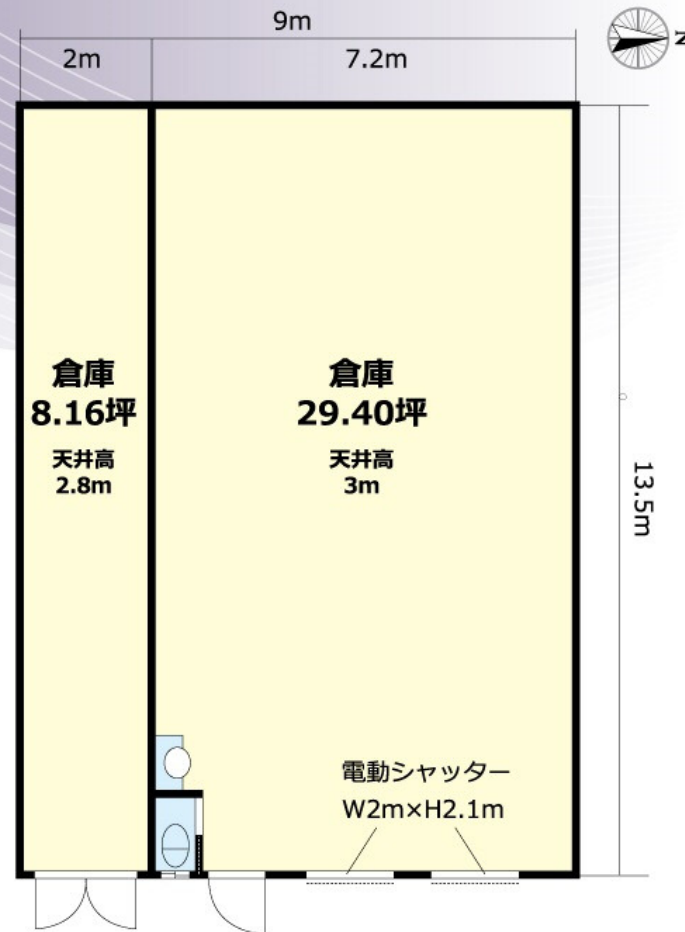 9m
2m
7.2m
N
倉庫
8.16坪
天井高
2.8m
倉庫
29.40坪
天井高
3m
13.5m
電動シャッター
W2m×H2.1m